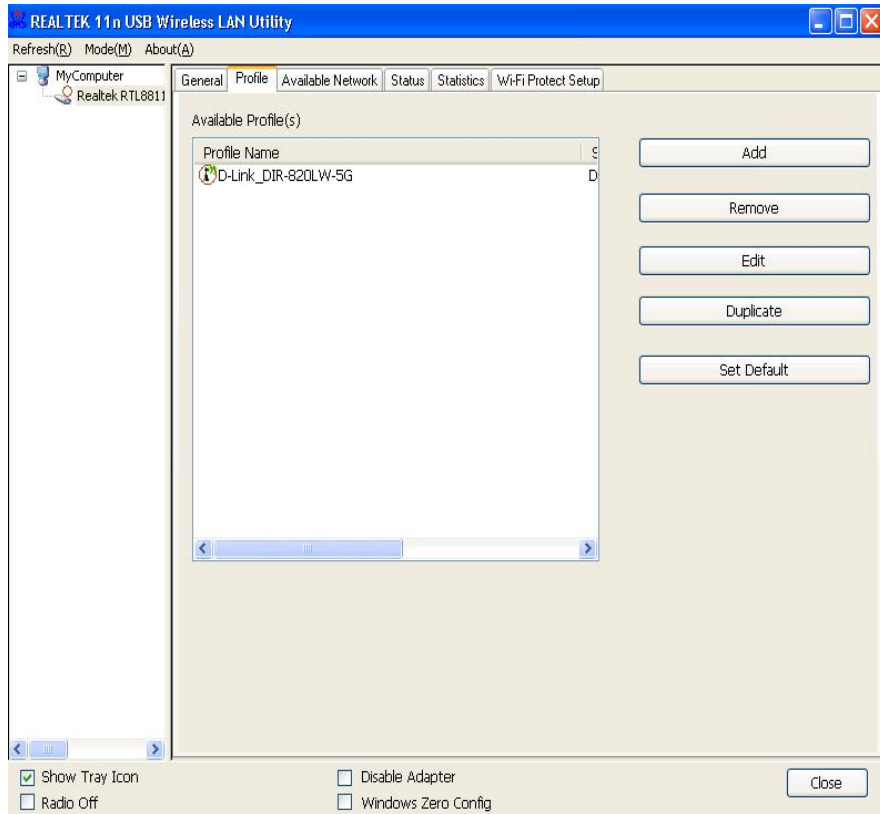 REALTEK 11n USB Wireless LAN Utility
Refresh(R) Mode(M) About(A)
MyComputer
Realtek RTL8811
General Profile Available Network Status Statistics Wi-Fi Protect Setup
Available Profile(s)
Profile Name S
D-Link_DIR-820LW-5G D
Add
Remove
Edit
Duplicate
Set Default
Show Tray Icon Disable Adapter
Radio Off Windows Zero Config
Close